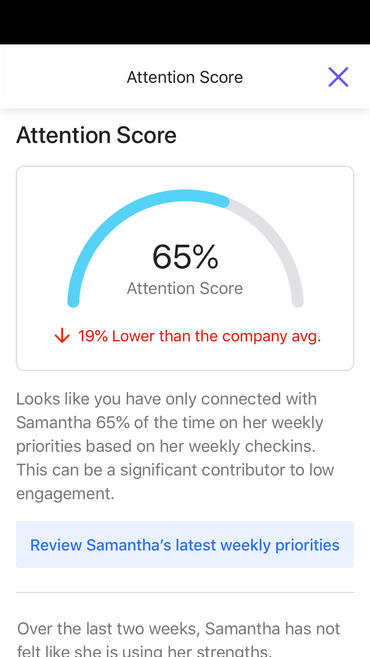 Attention Score
Attention Score
65%
Attention Score
19% Lower than the company avg.
Looks like you have only connected with
Samantha 65% of the time on her weekly
priorities based on her weekly checkins.
This can be a significant contributor to low
engagement.
Review Samantha's latest weekly priorities
Over the last two weeks, Samantha has not
felt like she is using her strengths.